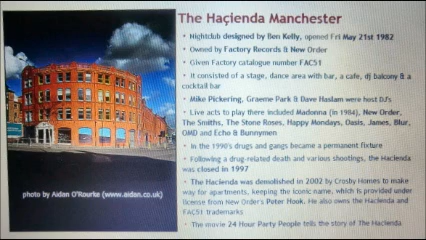 The Haçienda Manchester
• Nightclub designed by Ben Kelly, opened Fri May 21st 1982
• Owned by Factory Records & New Order
• Given Factory catalogue number FAC51
• It consisted of a stage, dance area with bar, a cafe, dj balcony & a
cocktail bar
• Mike Pickering, Graeme Park & Dave Haslam were host DJ's
• Live acts to play there included Madonna (in 1984), New Order,
The Smiths, The Stone Roses, Happy Mondays, Oasis, James, Blur,
OMD and Echo & Bunnymen
• In the 1990's drugs and gangs became a permanent fixture
• Following a drug-related death and various shootings, the Hacienda
was closed in 1997
• The Hacienda was demolished in 2002 by Crosby Homes to make
way for apartments, keeping the iconic name, which is provided under
license from New Order's Peter Hook. He also owns the Hacienda and
FAC51 trademarks
• The movie 24 Hour Party People tells the story of The Hacienda
photo by Aidan O'Rourke (www.aidan.co.uk)